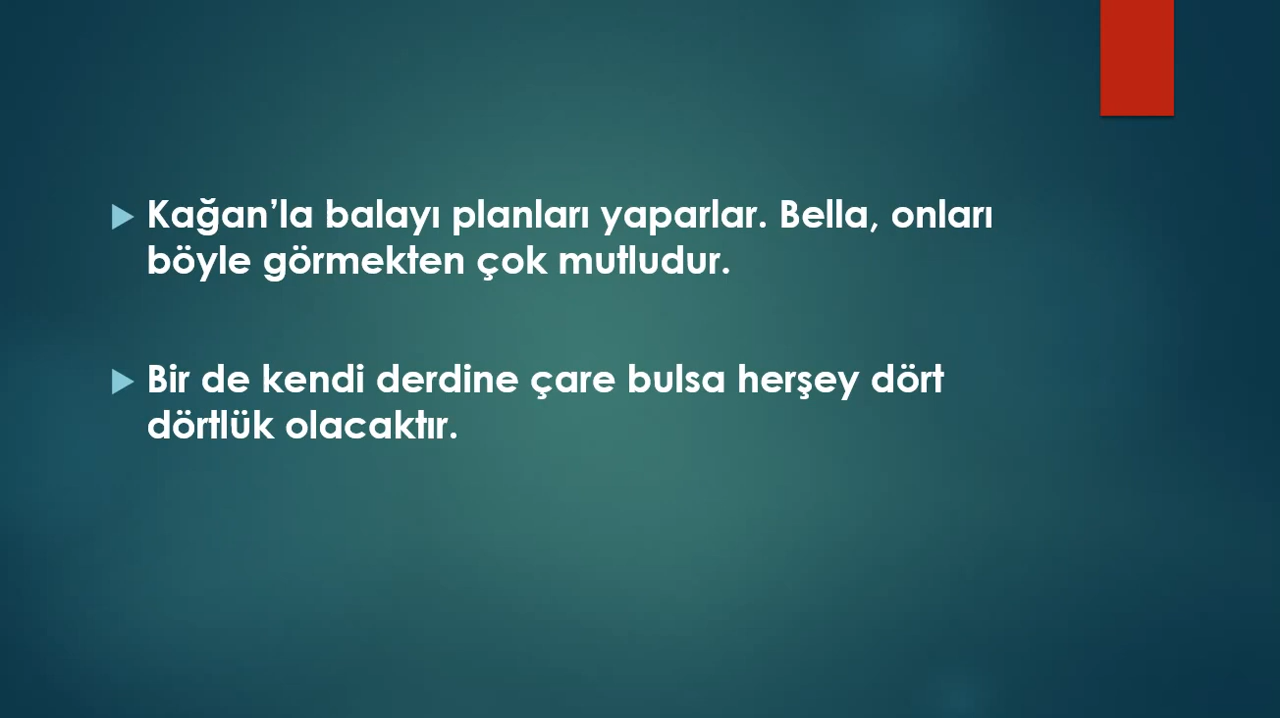 Kağan’la balayı planları yaparlar. Bella, onları
böyle görmekten çok mutludur.
Bir de kendi derdine çare bulsa herşey dört
dörtlük olacaktır.